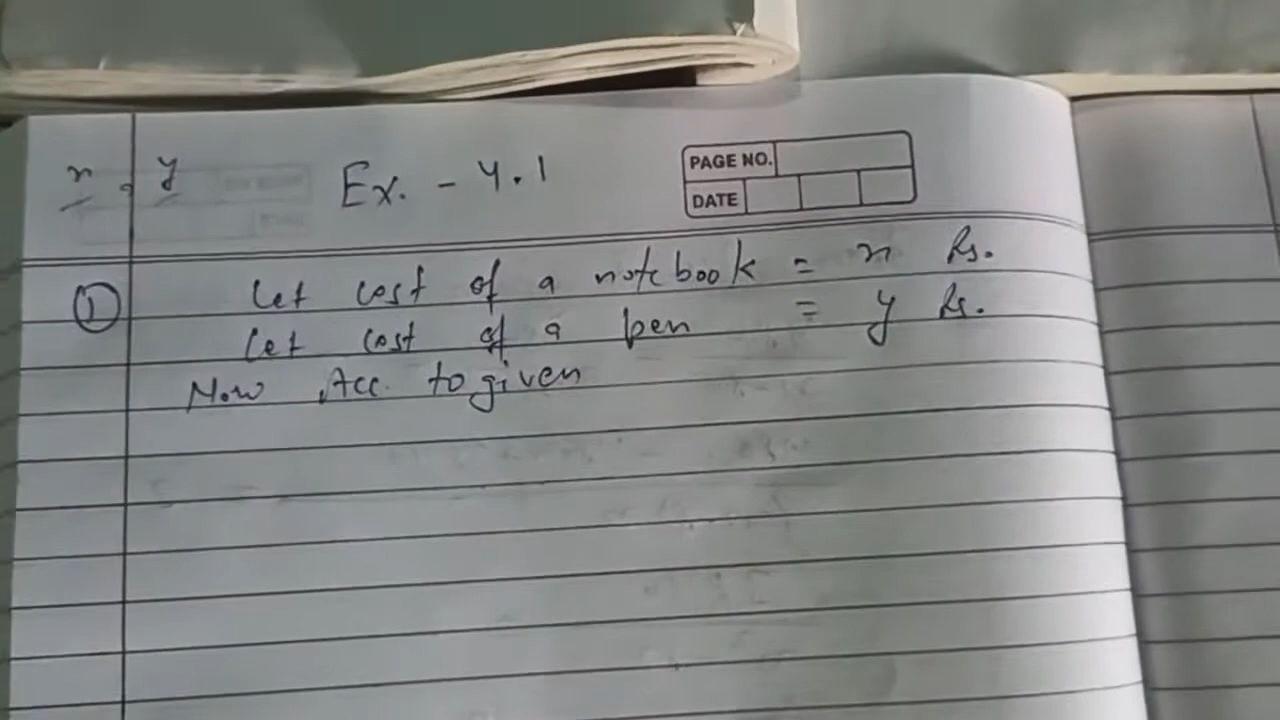 x , y
Ex. - 4.1
PAGE NO.
DATE
① Let cost of a notebook = x Rs.
Let cost of a pen = y Rs.
Now Acc. to given